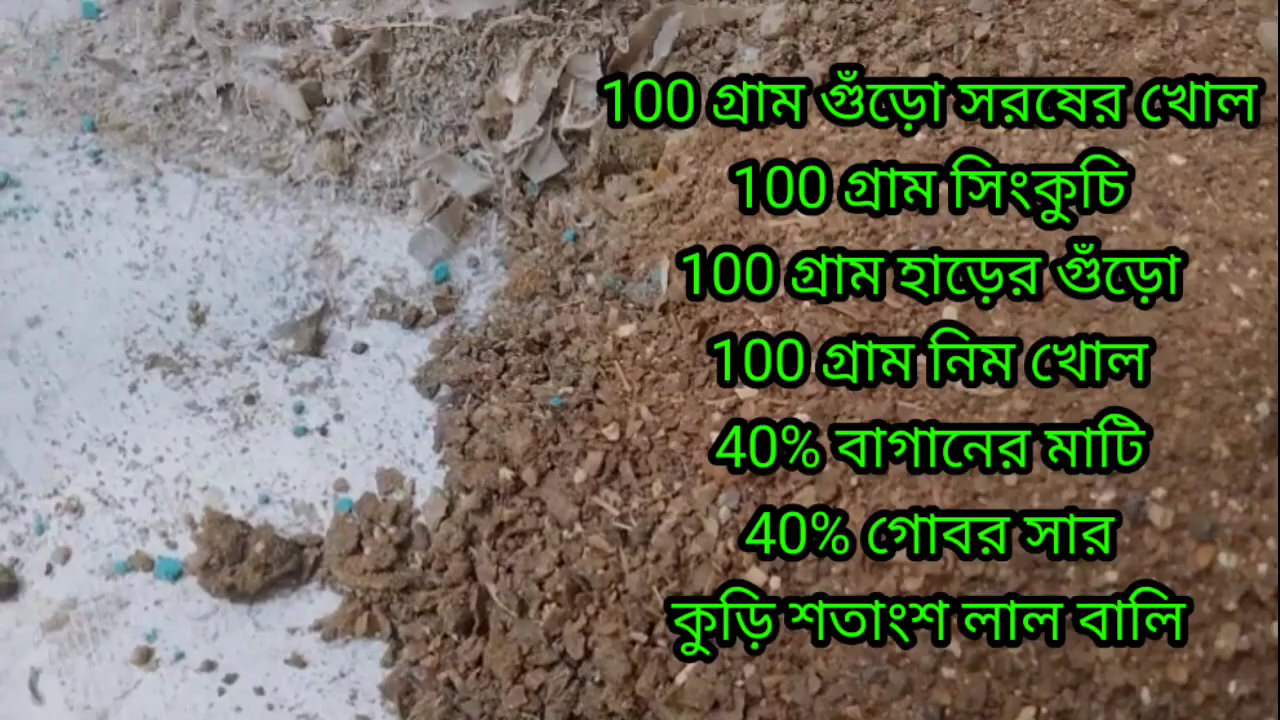 100 গ্রাম গুঁড়ো সরষের খোল
100 গ্রাম সিংকুচি
100 গ্রাম হাড়ের গুঁড়ো
100 গ্রাম নিম খোল
40% বাগানের মাটি
40% গোবর সার
কুড়ি শতাংশ লাল বালি